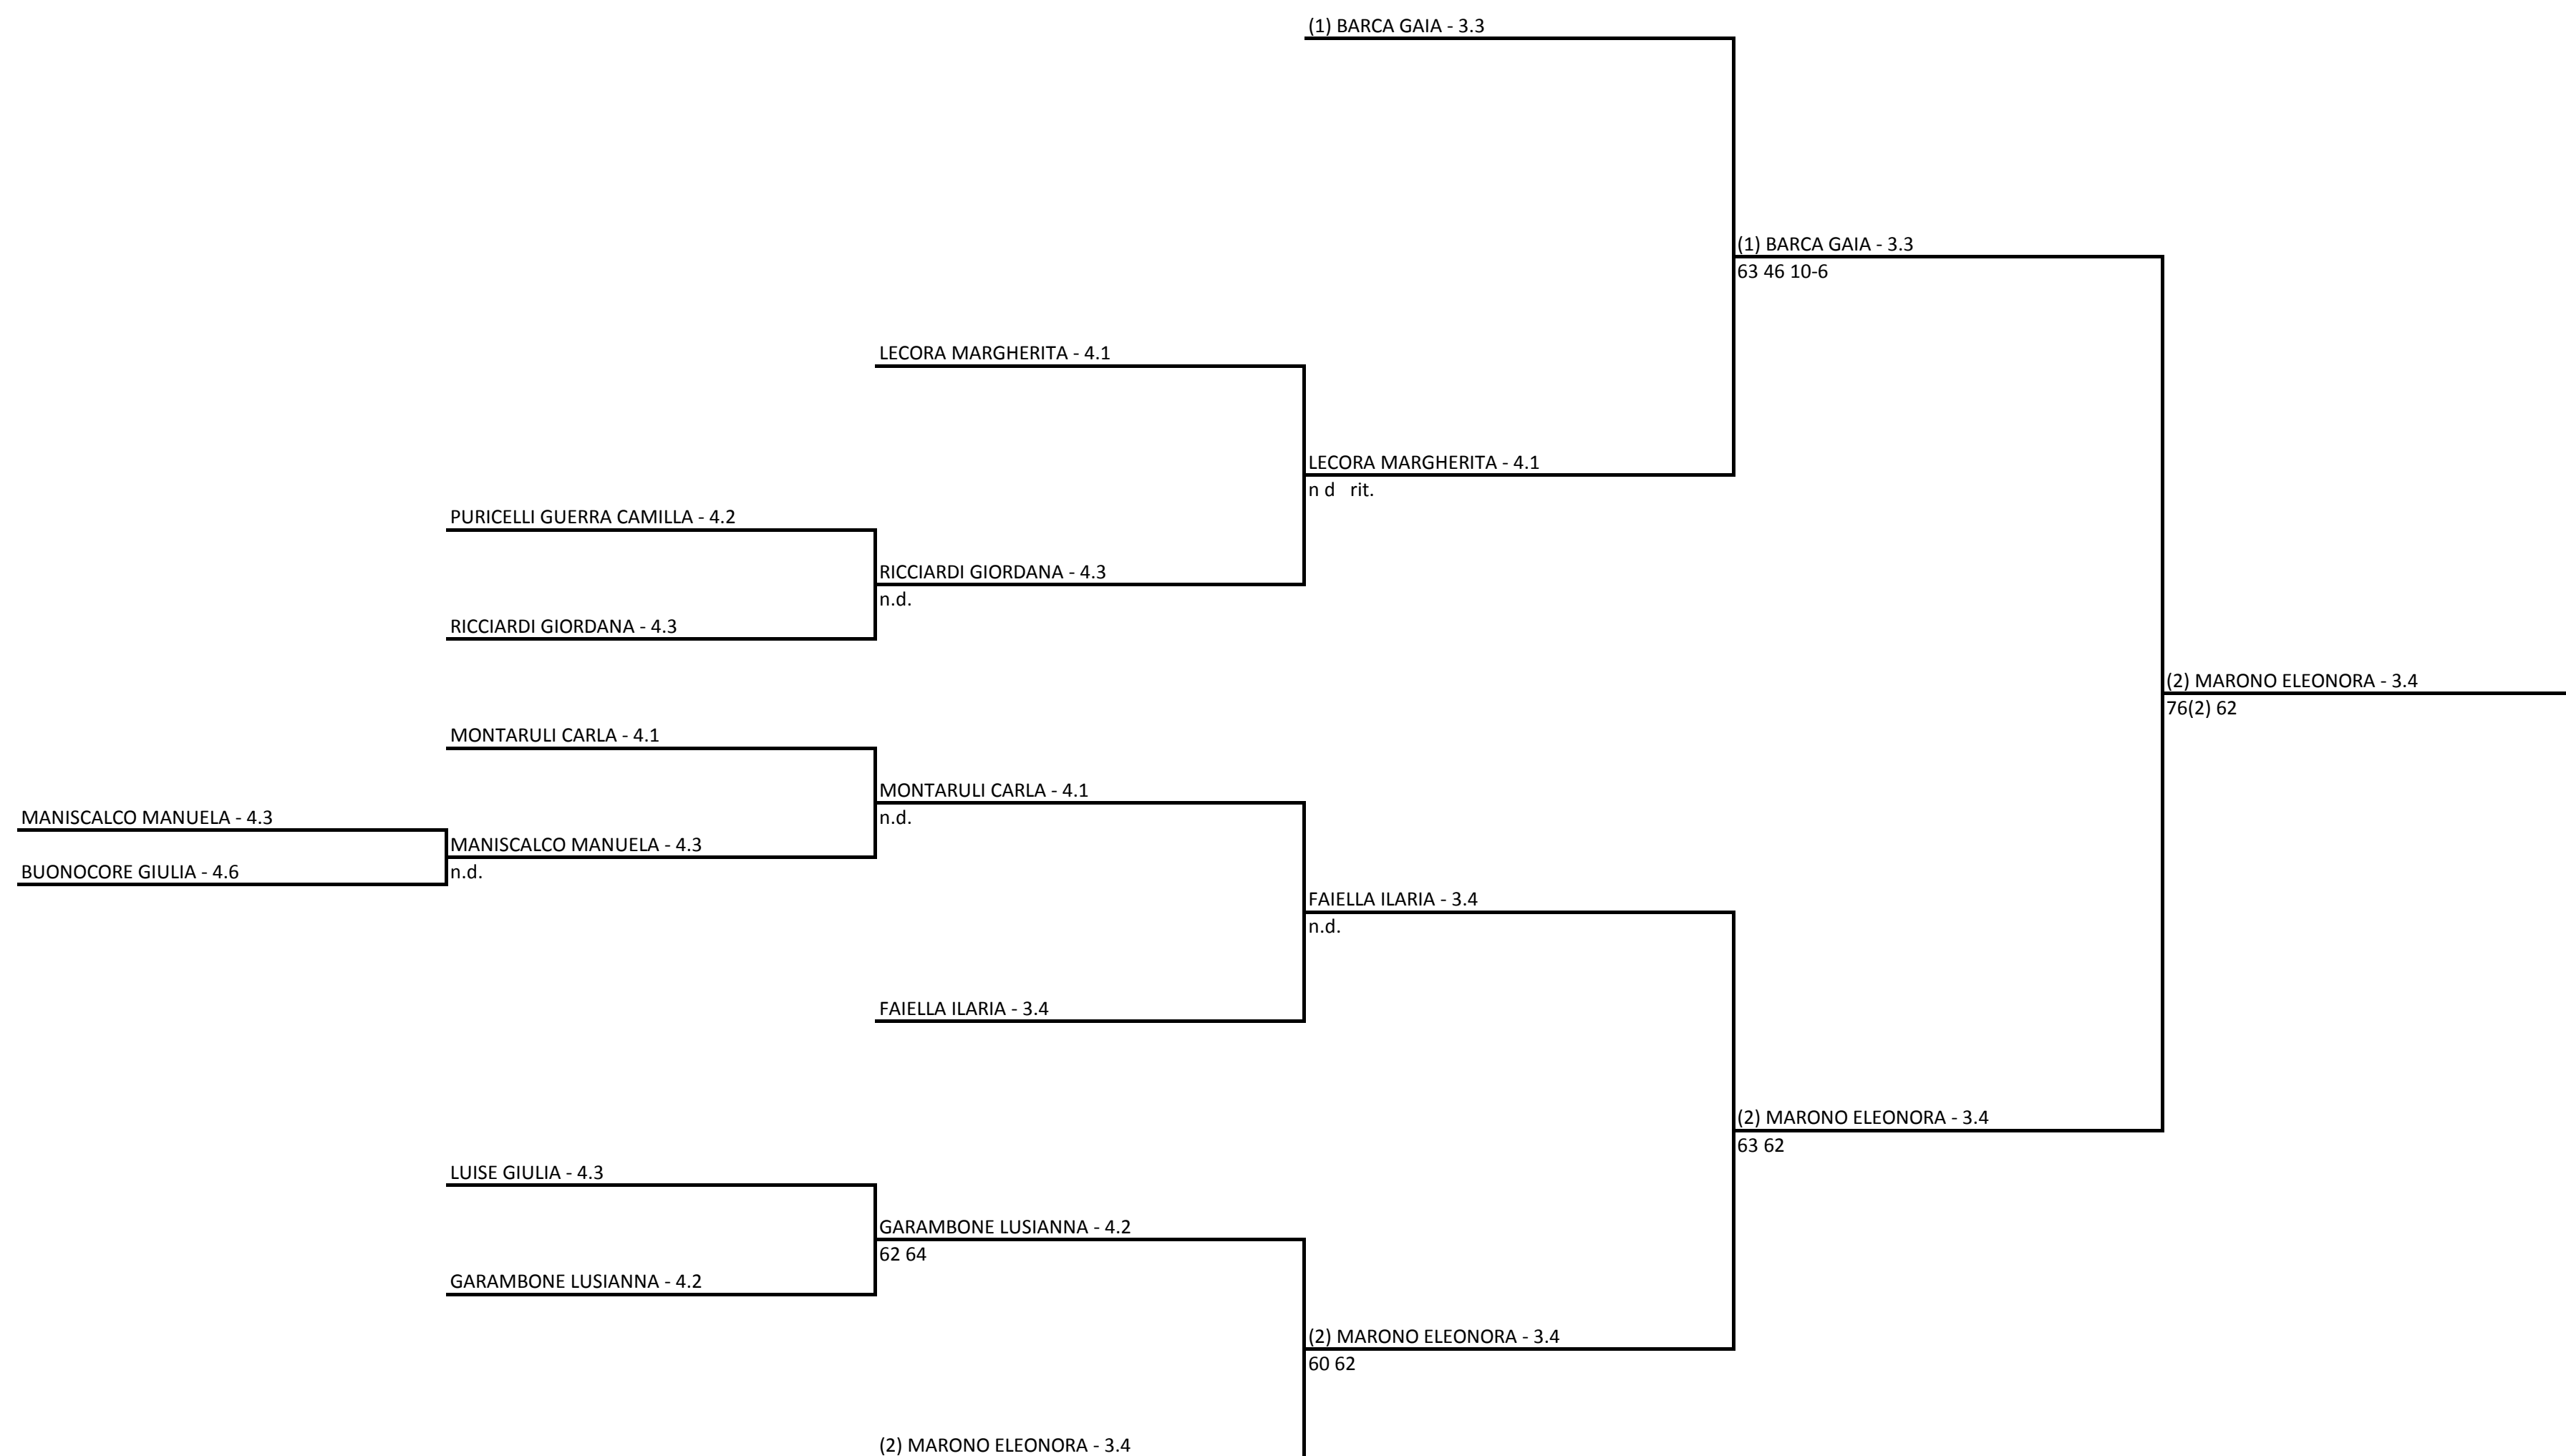 (1) BARCA GAIA - 3.3
(1) BARCA GAIA - 3.3
63 46 10-6
LECORA MARGHERITA - 4.1
LECORA MARGHERITA - 4.1
n d   rit.
PURICELLI GUERRA CAMILLA - 4.2
RICCIARDI GIORDANA - 4.3
n.d.
RICCIARDI GIORDANA - 4.3
(2) MARONO ELEONORA - 3.4
76(2) 62
MONTARULI CARLA - 4.1
MONTARULI CARLA - 4.1
n.d.
MANISCALCO MANUELA - 4.3
MANISCALCO MANUELA - 4.3
n.d.
BUONOCORE GIULIA - 4.6
FAIELLA ILARIA - 3.4
n.d.
FAIELLA ILARIA - 3.4
(2) MARONO ELEONORA - 3.4
63 62
LUISE GIULIA - 4.3
GARAMBONE LUSIANNA - 4.2
62 64
GARAMBONE LUSIANNA - 4.2
(2) MARONO ELEONORA - 3.4
60 62
(2) MARONO ELEONORA - 3.4